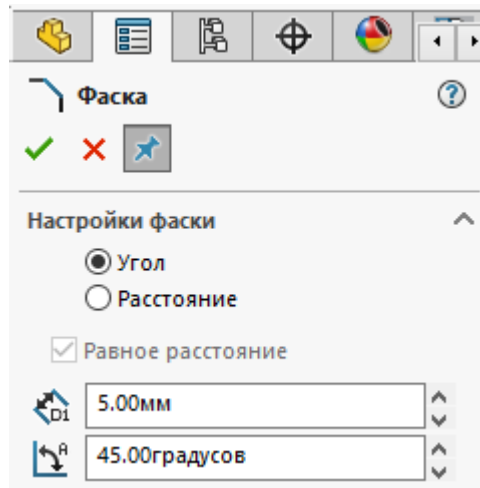 Фаска
Настройки фаски
Угол
Расстояние
Равное расстояние
D1
5.00мм
A
45.00градусов